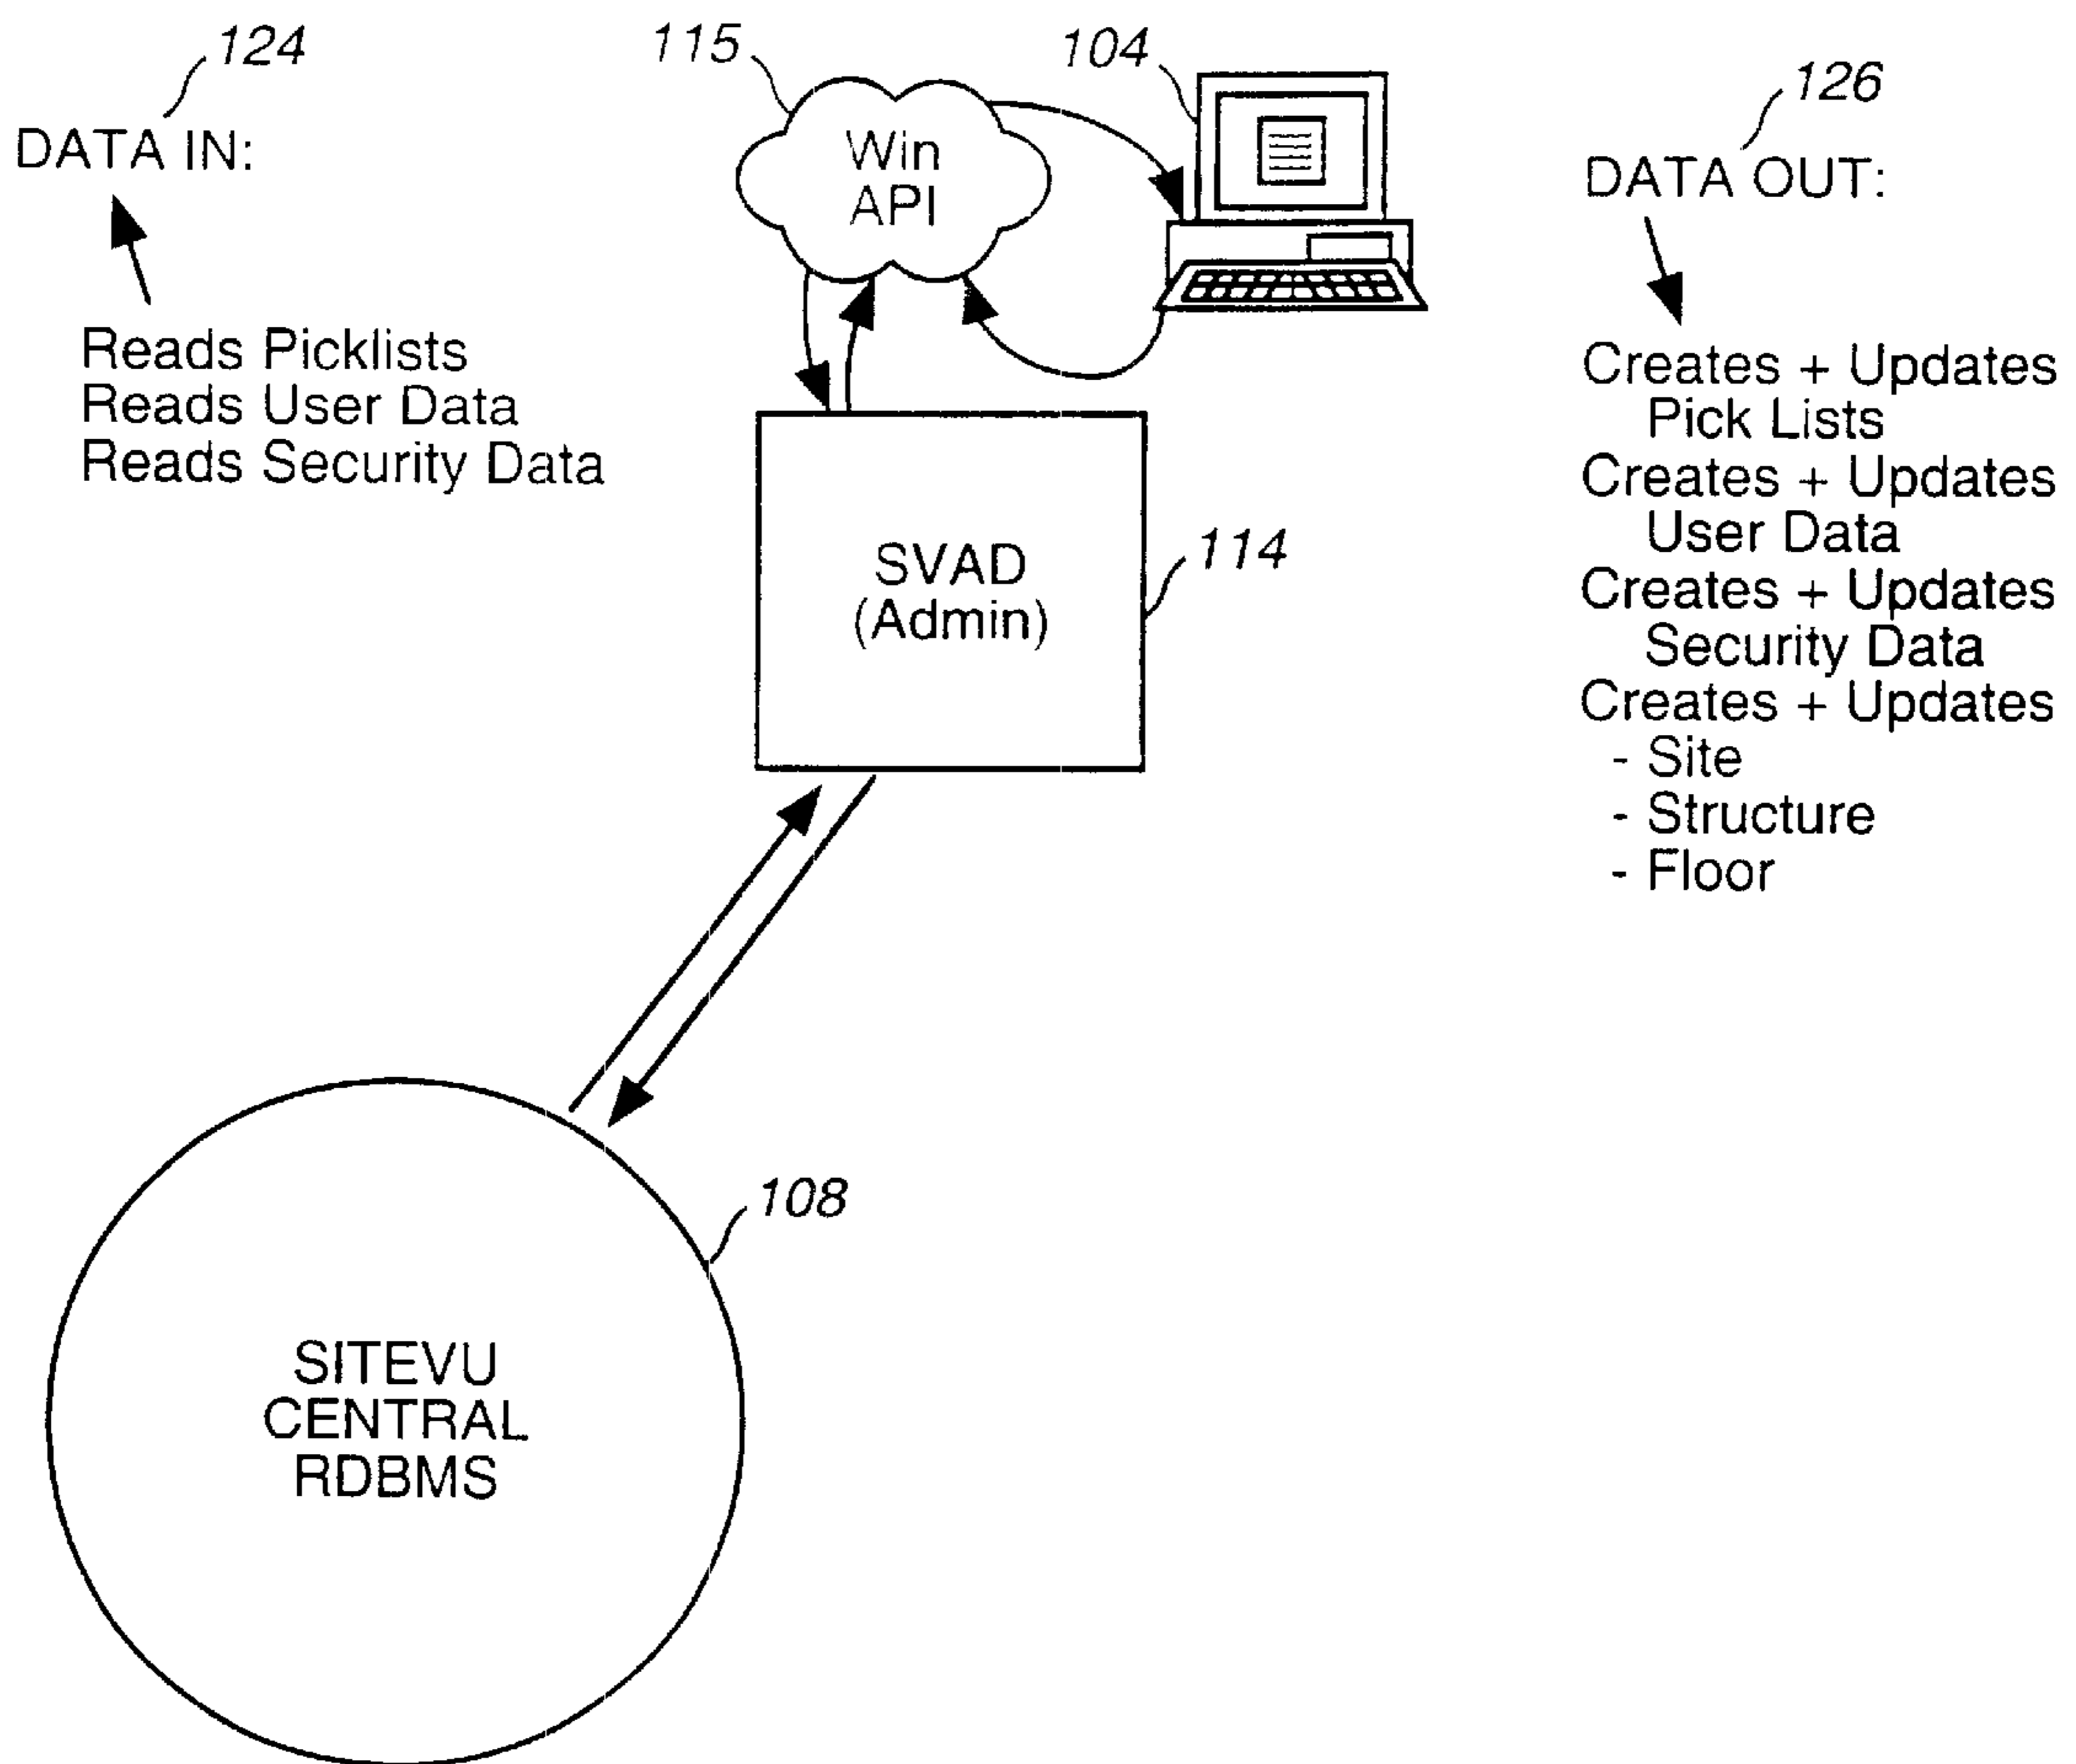 124
DATA IN:
Reads Picklists
Reads User Data
Reads Security Data
115
Win
API
104
126
DATA OUT:
Creates + Updates
Pick Lists
Creates + Updates
User Data
Creates + Updates
Security Data
Creates + Updates
- Site
- Structure
- Floor
SVAD
(Admin)
114
108
SITEVU
CENTRAL
RDBMS